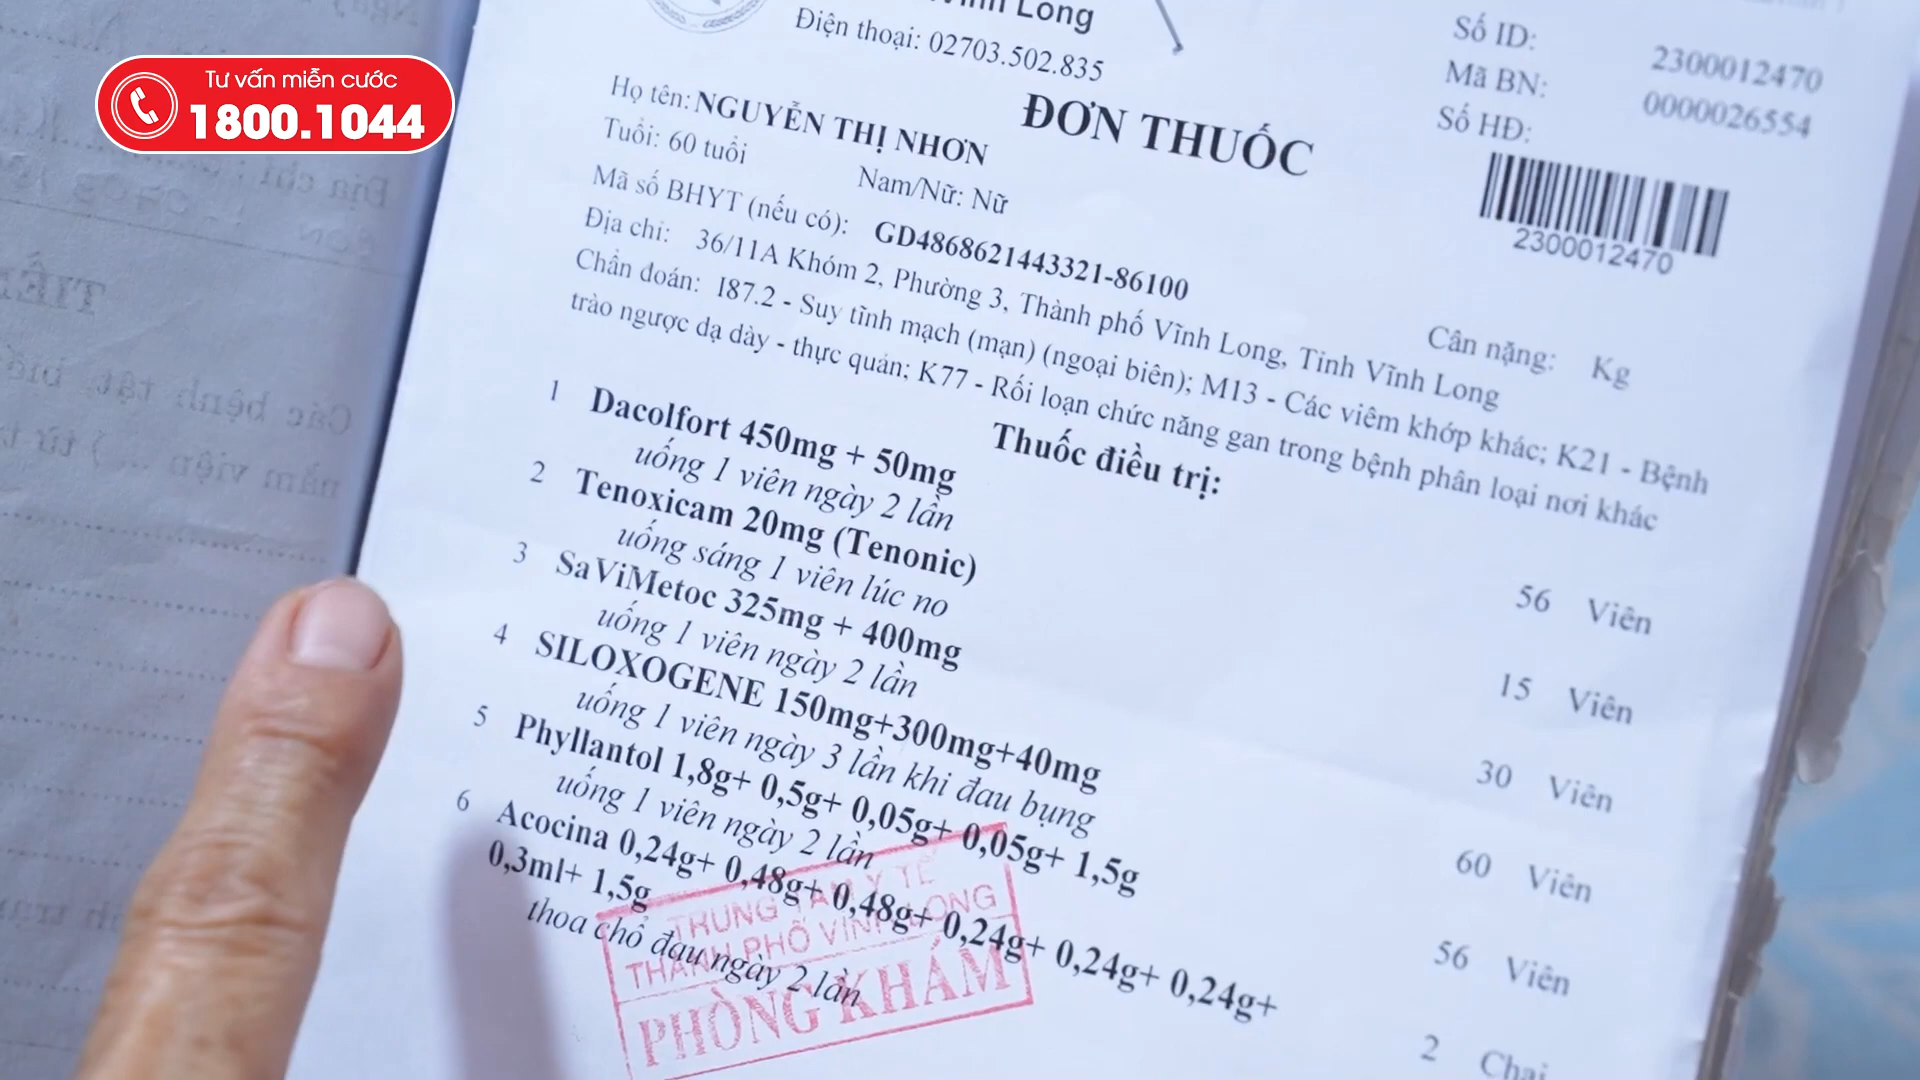 Tư vấn miễn cước
1800.1044
Vĩnh Long
Điện thoại: 02703.502.835
Số ID: 2300012470
Mã BN: 0000026554
Số HĐ:
2300012470
ĐƠN THUỐC
Họ tên: NGUYỄN THỊ NHƠN
Tuổi: 60 tuổi Nam/Nữ: Nữ
Mã số BHYT (nếu có): GD4868621443321-86100
Cân nặng: Kg
Địa chỉ: 36/11A Khóm 2, Phường 3, Thành phố Vĩnh Long, Tỉnh Vĩnh Long
Chẩn đoán: I87.2 - Suy tĩnh mạch (mạn) (ngoại biên); M13 - Các viêm khớp khác; K21 - Bệnh
trào ngược dạ dày - thực quản; K77 - Rối loạn chức năng gan trong bệnh phân loại nơi khác
Thuốc điều trị:
1 Dacolfort 450mg + 50mg 56 Viên
uống 1 viên ngày 2 lần
2 Tenoxicam 20mg (Tenonic) 15 Viên
uống sáng 1 viên lúc no
3 SaViMetoc 325mg + 400mg 30 Viên
uống 1 viên ngày 2 lần
4 SILOXOGENE 150mg+300mg+40mg 60 Viên
uống 1 viên ngày 3 lần khi đau bụng
5 Phyllantol 1,8g+ 0,5g+ 0,05g+ 0,05g+ 1,5g 56 Viên
uống 1 viên ngày 2 lần
6 Acocina 0,24g+ 0,48g+ 0,48g+ 0,24g+ 0,24g+ 0,24g+ 2 Chai
0,3ml+ 1,5g
thoa chổ đau ngày 2 lần
TRUNG TÂM Y TẾ
THÀNH PHỐ VĨNH LONG
PHÒNG KHÁM